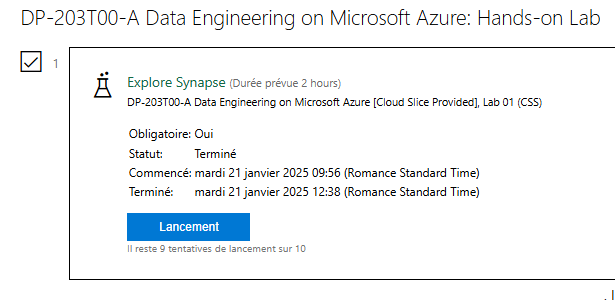 DP-203T00-A Data Engineering on Microsoft Azure: Hands-on Lab
1
Explore Synapse (Durée prévue 2 hours)
DP-203T00-A Data Engineering on Microsoft Azure [Cloud Slice Provided], Lab 01 (CSS)
Obligatoire: Oui
Statut: Terminé
Commencé: mardi 21 janvier 2025 09:56 (Romance Standard Time)
Terminé: mardi 21 janvier 2025 12:38 (Romance Standard Time)
Lancement
Il reste 9 tentatives de lancement sur 10